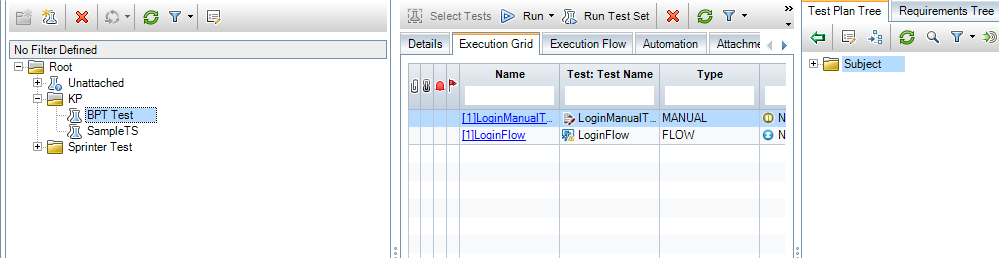 Select Tests Run Run Test Set »
Test Plan Tree Requirements Tree
No Filter Defined
Details Execution Grid Execution Flow Automation Attachme
Root
Unattached
KP
BPT Test
SampleTS
Sprinter Test
Name Test: Test Name Type
[1]LoginManualT... LoginManualT... MANUAL N
[1]LoginFlow LoginFlow FLOW N
Subject